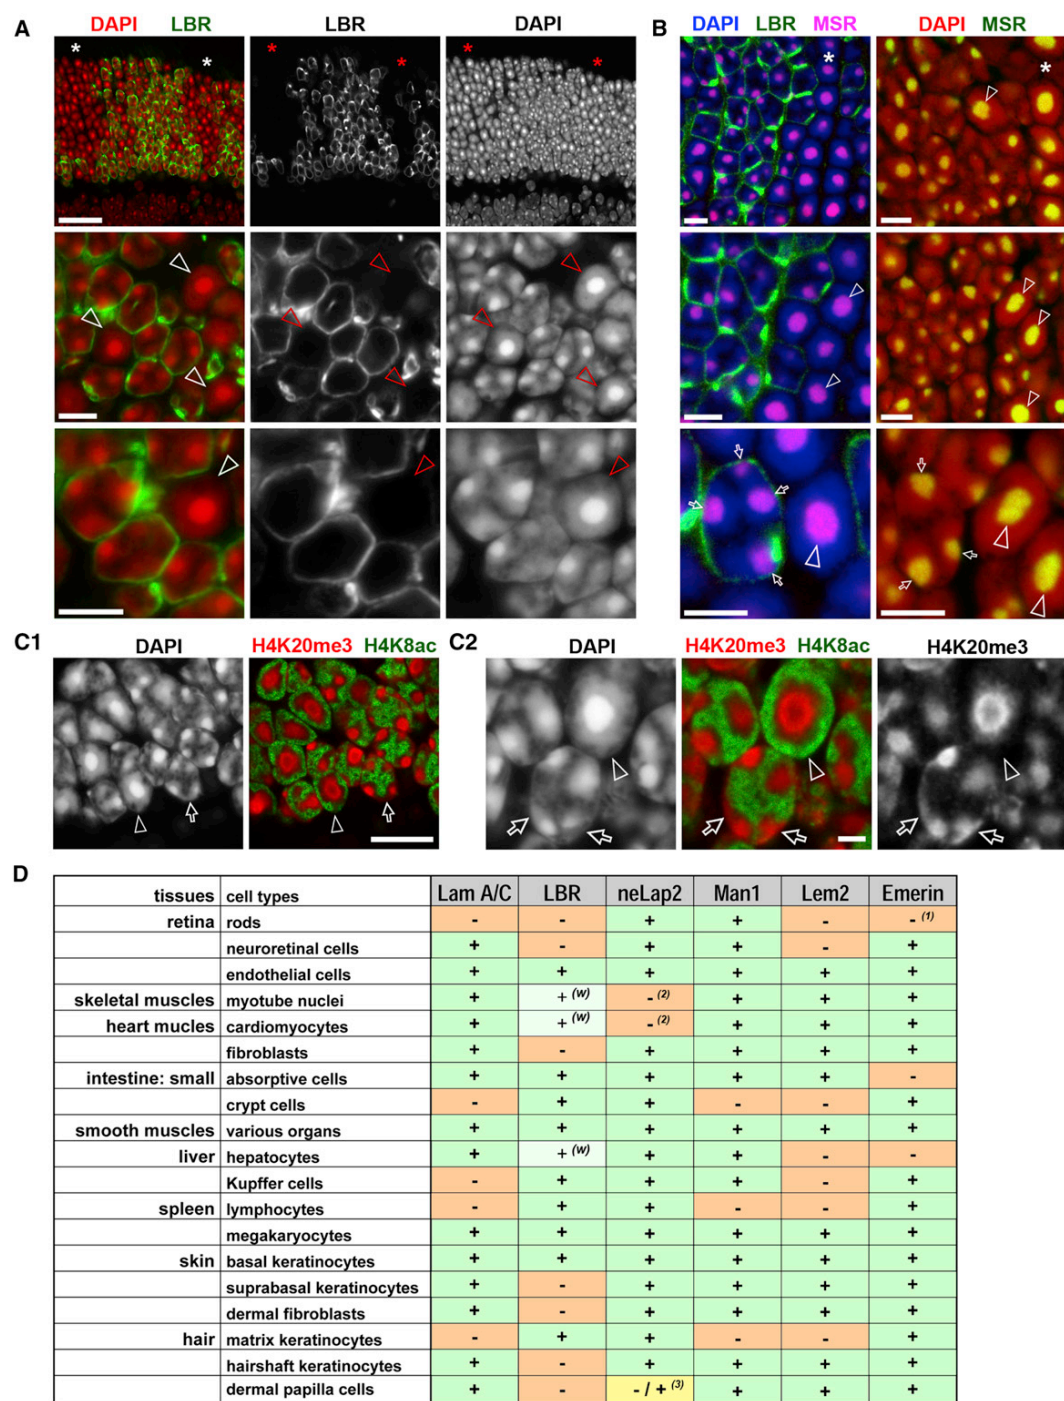 A
DAPI LBR
LBR
DAPI
B
DAPI LBR MSR
DAPI MSR
* *
* *
* *
*
*
C1
DAPI
H4K20me3 H4K8ac
C2
DAPI
H4K20me3 H4K8ac
H4K20me3
D
tissues cell types Lam A/C LBR neLap2 Man1 Lem2 Emerin
retina rods - - + + - - (1)
neuroretinal cells + - + + - +
endothelial cells + + + + + +
skeletal muscles myotube nuclei + + (w) - (2) + + +
heart mucles cardiomyocytes + + (w) - (2) + + +
fibroblasts + - + + + +
intestine: small absorptive cells + + + + + -
crypt cells - + + - - +
smooth muscles various organs + + + + + +
liver hepatocytes + + (w) + + - -
Kupffer cells - + + + - +
spleen lymphocytes - + + - - +
megakaryocytes + + + + + +
skin basal keratinocytes + + + + + +
suprabasal keratinocytes + - + + + +
dermal fibroblasts + - + + + +
hair matrix keratinocytes - + + - - +
hairshaft keratinocytes + - + + + +
dermal papilla cells + - - / + (3) + + +